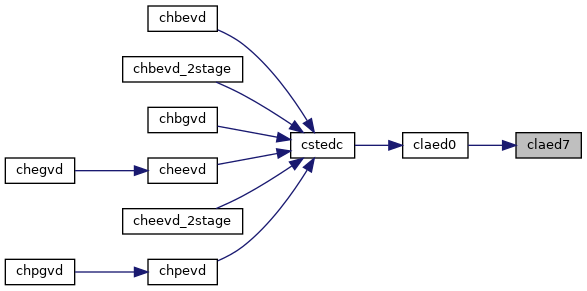 chbevd
chbevd_2stage
chbgvd
cstedc
claed0
claed7
chegvd
cheevd
cheevd_2stage
chpgvd
chpevd